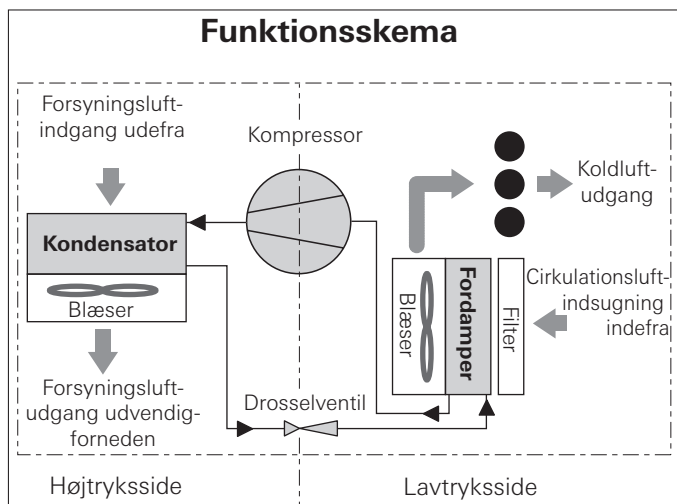 Funktionsskema
Forsyningsluft-
indgang udefra
Kompressor
Koldluft-
udgang
Kondensator
Blæser
Blæser
Fordamper
Filter
Cirkulationsluft-
indsugning
indefra
Forsyningsluft-
udgang udvendig-
forneden
Drosselventil
Højtryksside
Lavtryksside